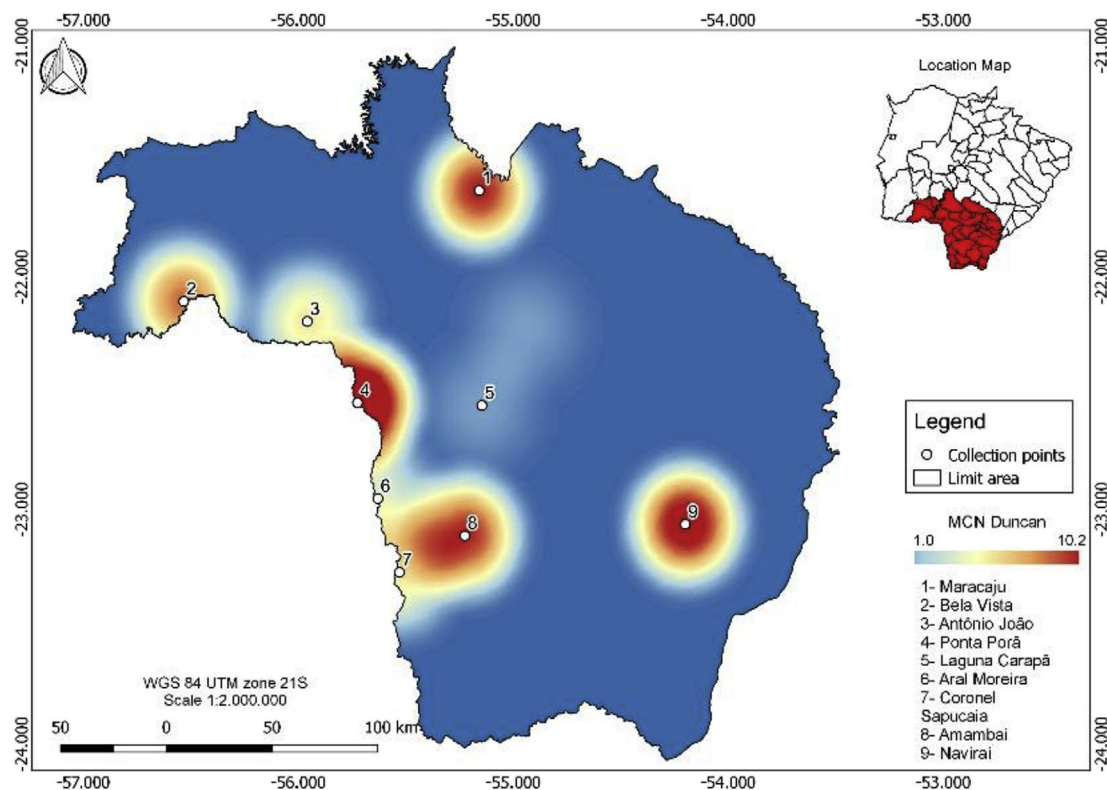 -57.000 -56.000 -55.000 -54.000 -53.000
-21.000 -21.000
Location Map
1
-22.000 -22.000
2
3
4
5
Legend
Collection points
Limit area
6
-23.000 -23.000
9
8
MCN Duncan
1.0 10.2
7
1- Maracaju
2- Bela Vista
3- Antônio João
4- Ponta Porã
5- Laguna Carapã
6- Aral Moreira
7- Coronel
Sapucaia
8- Amambai
9- Navirai
WGS 84 UTM zone 21S
Scale 1:2.000.000
50 0 50 100 km
-24.000 -24.000
-57.000 -56.000 -55.000 -54.000 -53.000